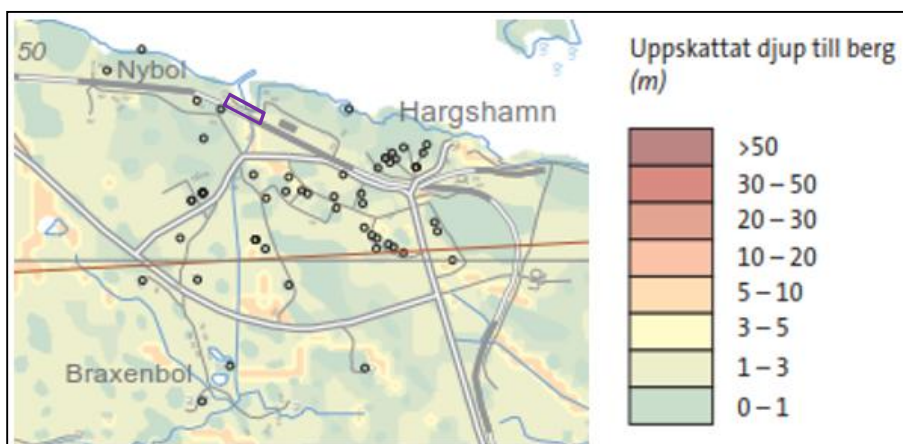 50
Nybol
Hargshamn
Braxenbol
Uppskattat djup till berg
(m)
>50
30 – 50
20 – 30
10 – 20
5 – 10
3 – 5
1 – 3
0 – 1